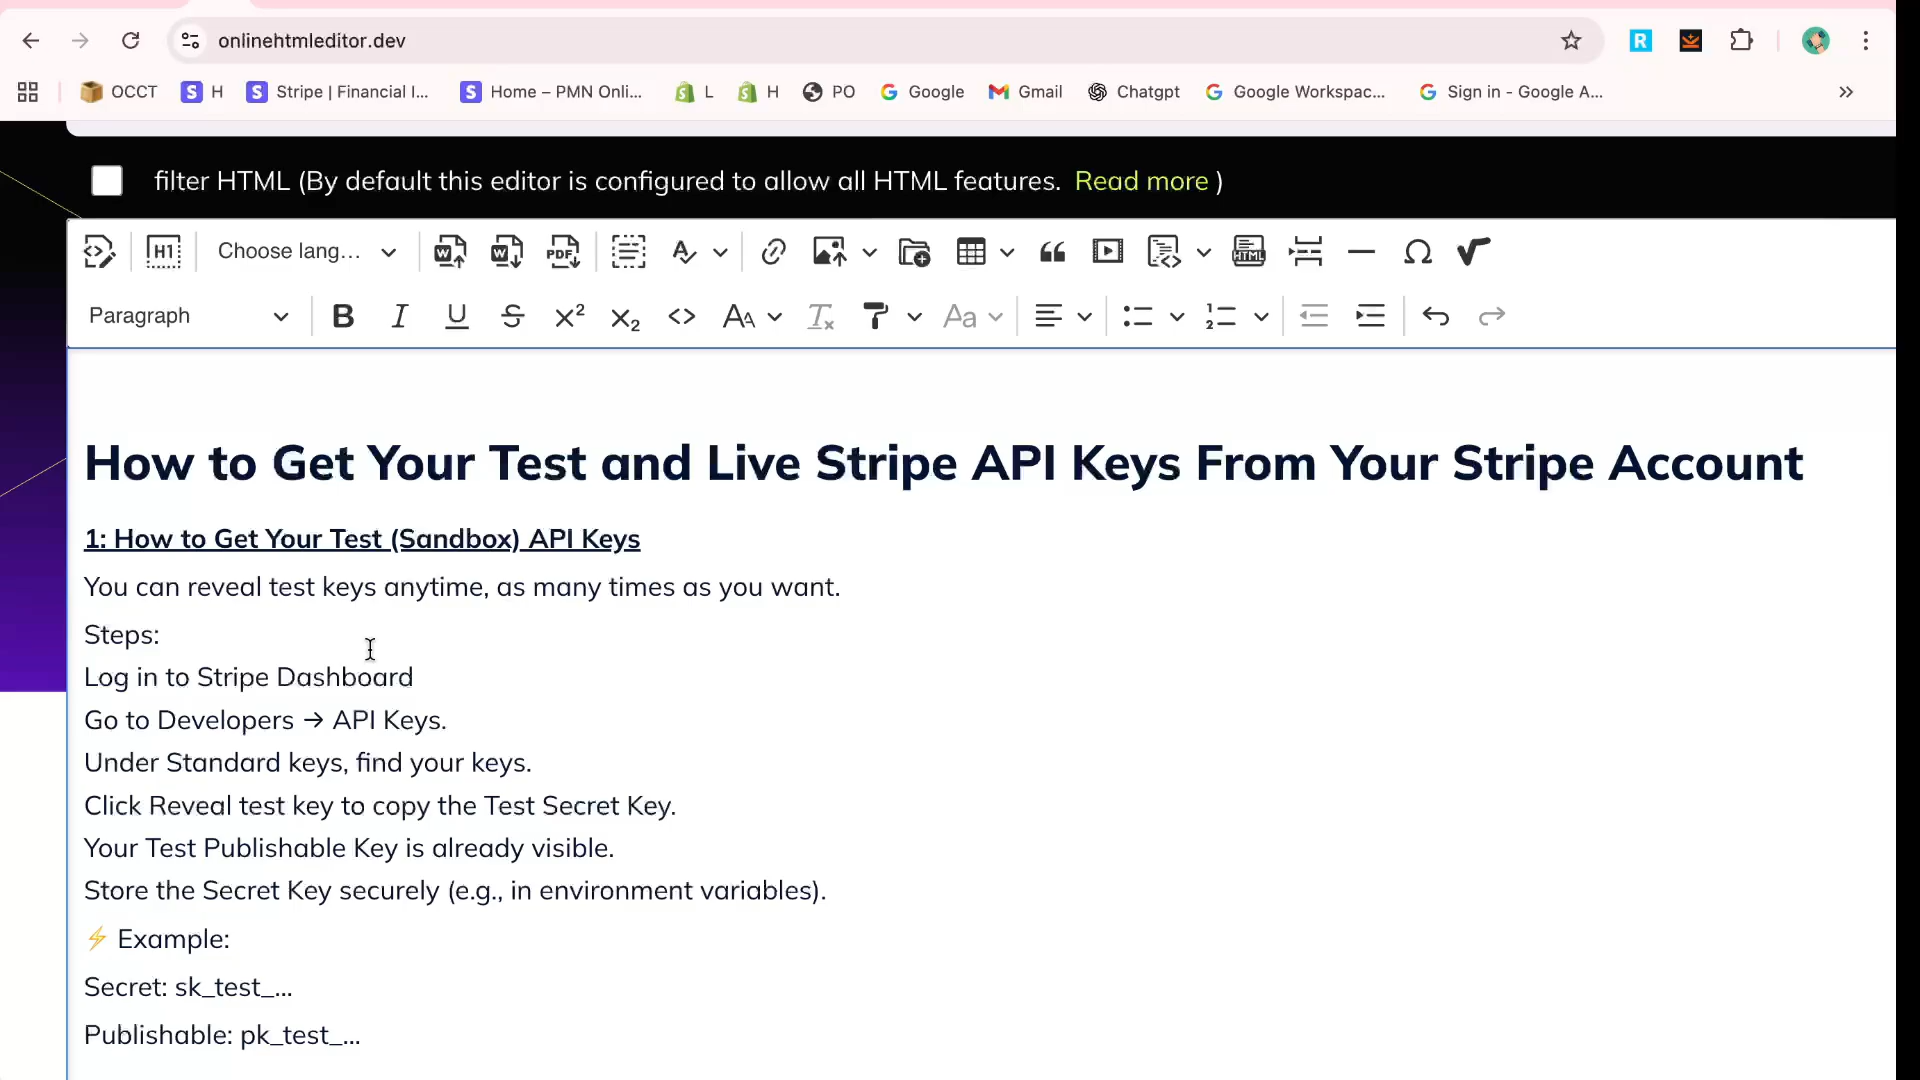 onlinehtmleditor.dev
OCCT H Stripe | Financial I... Home – PMN Onli... L H PO Google Gmail Chatgpt Google Workspac... Sign in - Google A...
filter HTML (By default this editor is configured to allow all HTML features. Read more )
Choose lang...
Paragraph
How to Get Your Test and Live Stripe API Keys From Your Stripe Account
1: How to Get Your Test (Sandbox) API Keys
You can reveal test keys anytime, as many times as you want.
Steps:
Log in to Stripe Dashboard
Go to Developers → API Keys.
Under Standard keys, find your keys.
Click Reveal test key to copy the Test Secret Key.
Your Test Publishable Key is already visible.
Store the Secret Key securely (e.g., in environment variables).
⚡ Example:
Secret: sk_test_...
Publishable: pk_test_...